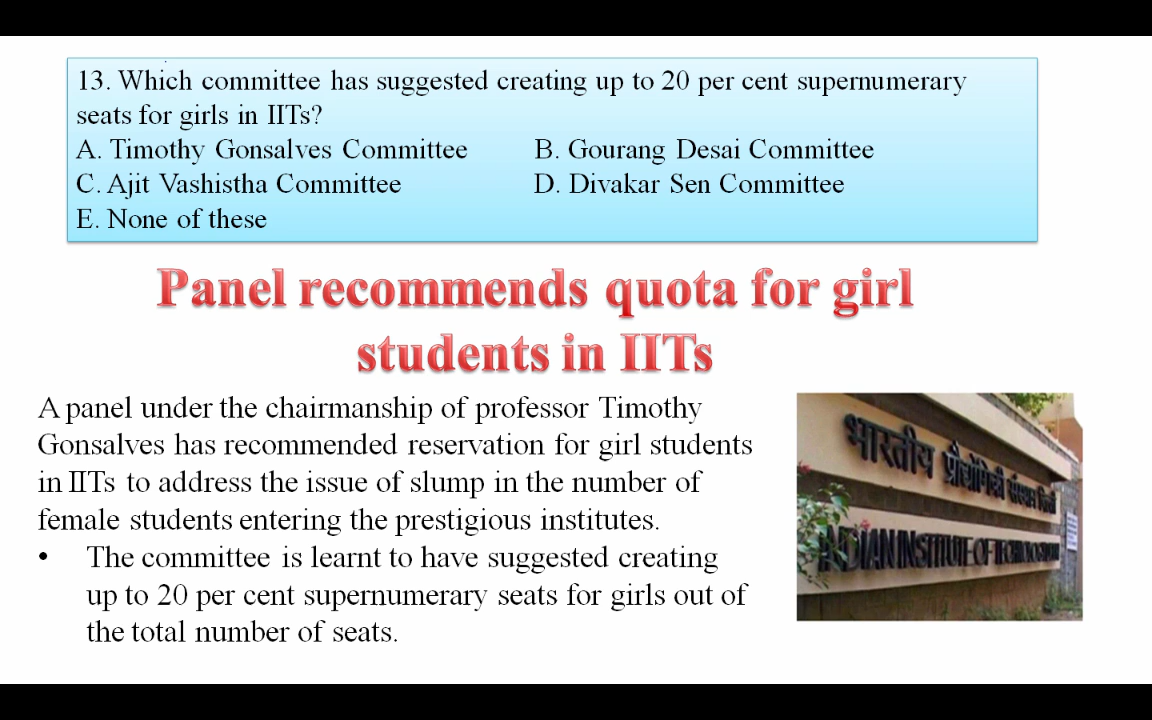 13. Which committee has suggested creating up to 20 per cent supernumerary
seats for girls in IITs?
A. Timothy Gonsalves Committee B. Gourang Desai Committee
C. Ajit Vashistha Committee D. Divakar Sen Committee
E. None of these
Panel recommends quota for girl
students in IITs
A panel under the chairmanship of professor Timothy
Gonsalves has recommended reservation for girl students
in IITs to address the issue of slump in the number of
female students entering the prestigious institutes.
• The committee is learnt to have suggested creating
up to 20 per cent supernumerary seats for girls out of
the total number of seats.
भारतीय प्रौद्योगिकी संस्थान दिल्ली
INDIAN INSTITUTE OF TECHNOLOGY